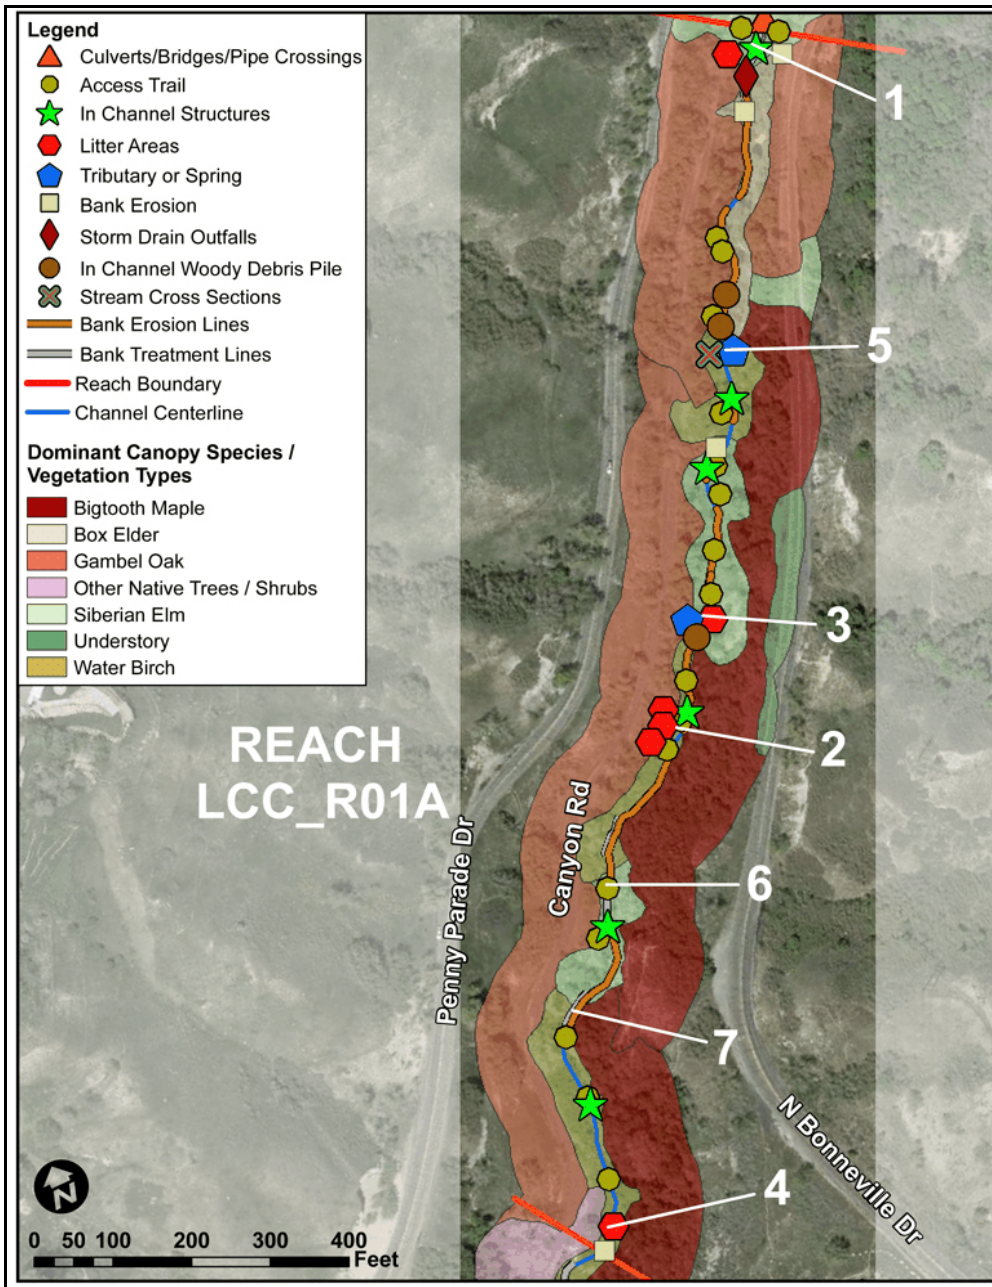 Legend
Culverts/Bridges/Pipe Crossings
Access Trail
In Channel Structures
Litter Areas
Tributary or Spring
Bank Erosion
Storm Drain Outfalls
In Channel Woody Debris Pile
Stream Cross Sections
Bank Erosion Lines
Bank Treatment Lines
Reach Boundary
Channel Centerline
Dominant Canopy Species /
Vegetation Types
Bigtooth Maple
Box Elder
Gambel Oak
Other Native Trees / Shrubs
Siberian Elm
Understory
Water Birch
1
5
3
2
REACH
LCC_R01A
Canyon Rd
Penny Parade Dr
6
7
N Bonneville Dr
4
N
0 50 100 200 300 400
Feet